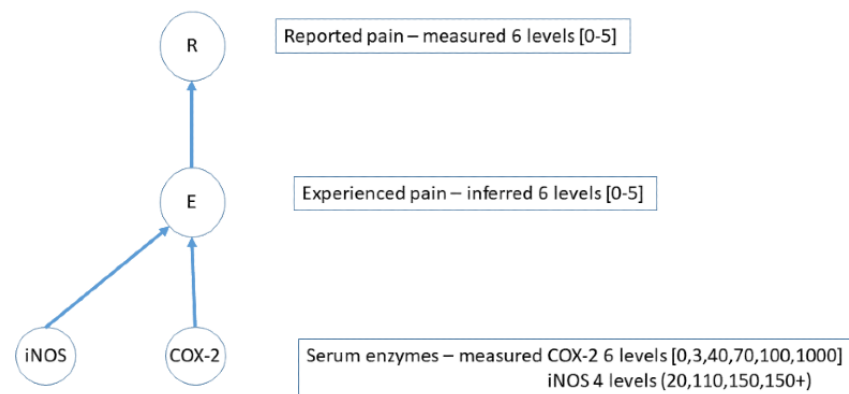 R
Reported pain – measured 6 levels [0-5]
E
Experienced pain – inferred 6 levels [0-5]
iNOS
COX-2
Serum enzymes – measured COX-2 6 levels [0,3,40,70,100,1000]
iNOS 4 levels (20,110,150,150+)